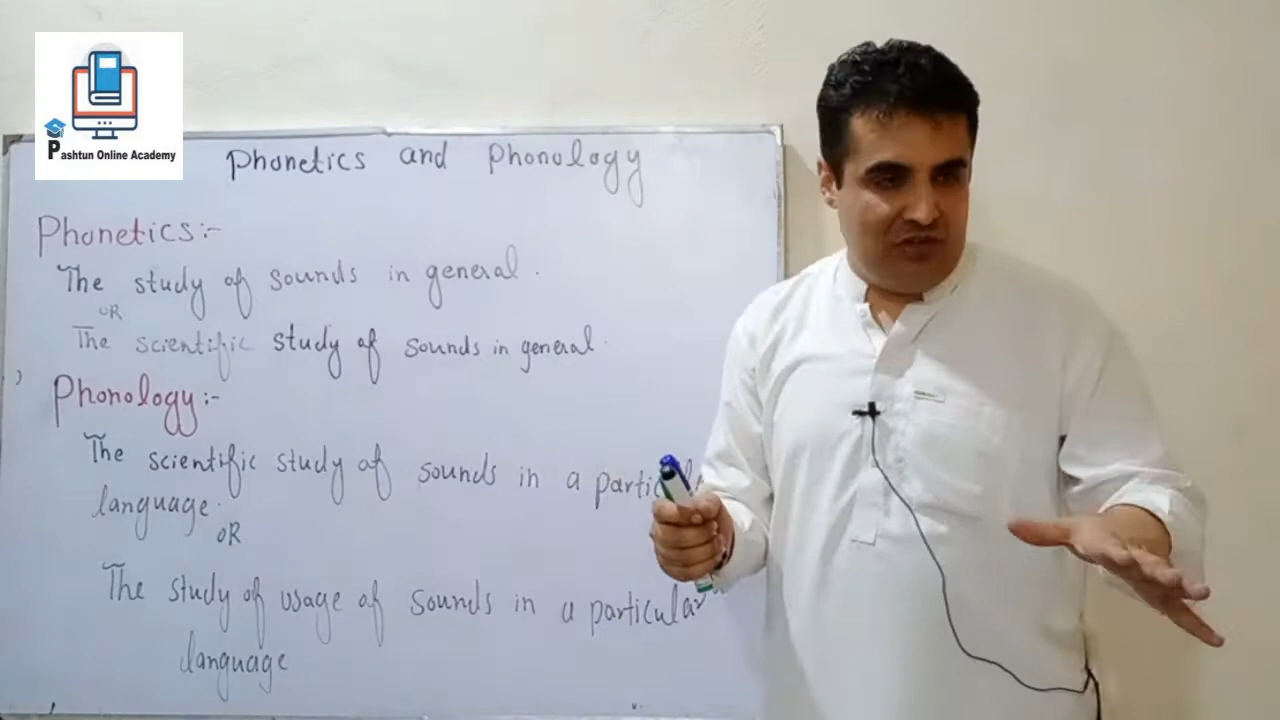 Pashtun Online Academy
Phonetics and Phonology
Phonetics:-
The study of sounds in general.
OR
The scientific study of sounds in general.
Phonology:-
The scientific study of sounds in a
language.
OR
The study of usage of sounds in a particular
language